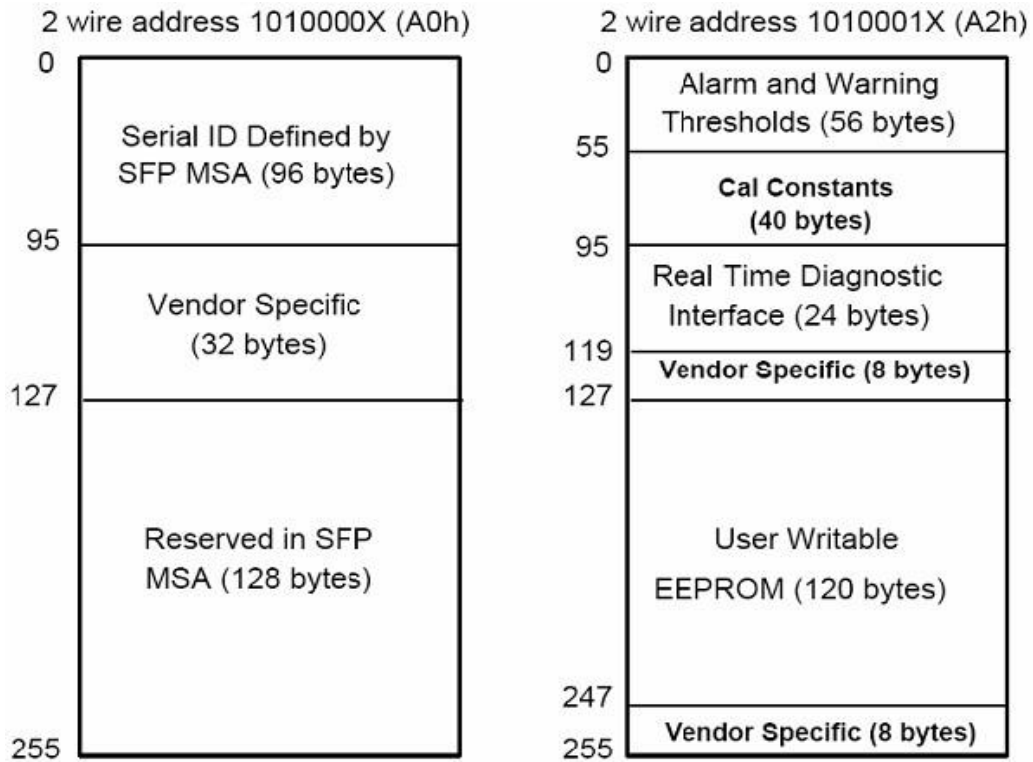 2 wire address 1010000X (A0h)
0
Serial ID Defined by
SFP MSA (96 bytes)
95
Vendor Specific
(32 bytes)
127
Reserved in SFP
MSA (128 bytes)
255
2 wire address 1010001X (A2h)
0
Alarm and Warning
Thresholds (56 bytes)
55
Cal Constants
(40 bytes)
95
Real Time Diagnostic
Interface (24 bytes)
119
Vendor Specific (8 bytes)
127
User Writable
EEPROM (120 bytes)
247
Vendor Specific (8 bytes)
255